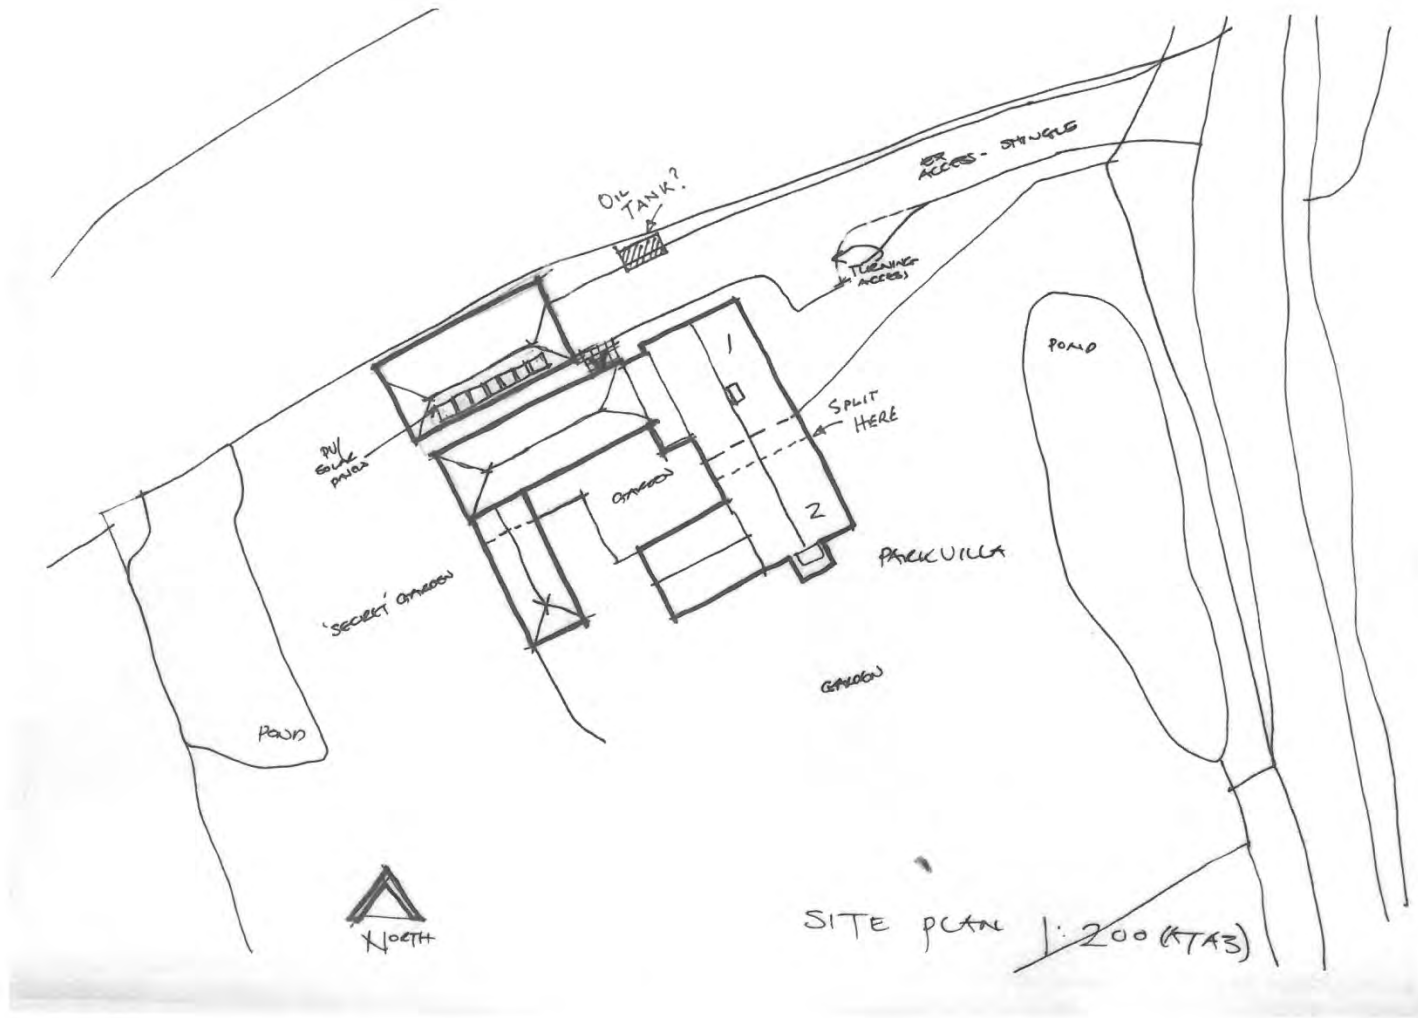 OIL
TANK?
ACCESS - SHINGLE
TURNING
ACCESS
1
POND
SPLIT
HERE
PV/
SOLAR
PANELS
GARDEN
2
PARKVILLA
'SECRET' GARDEN
GARDEN
POND
NORTH
SITE PLAN 1:200 (AT A3)